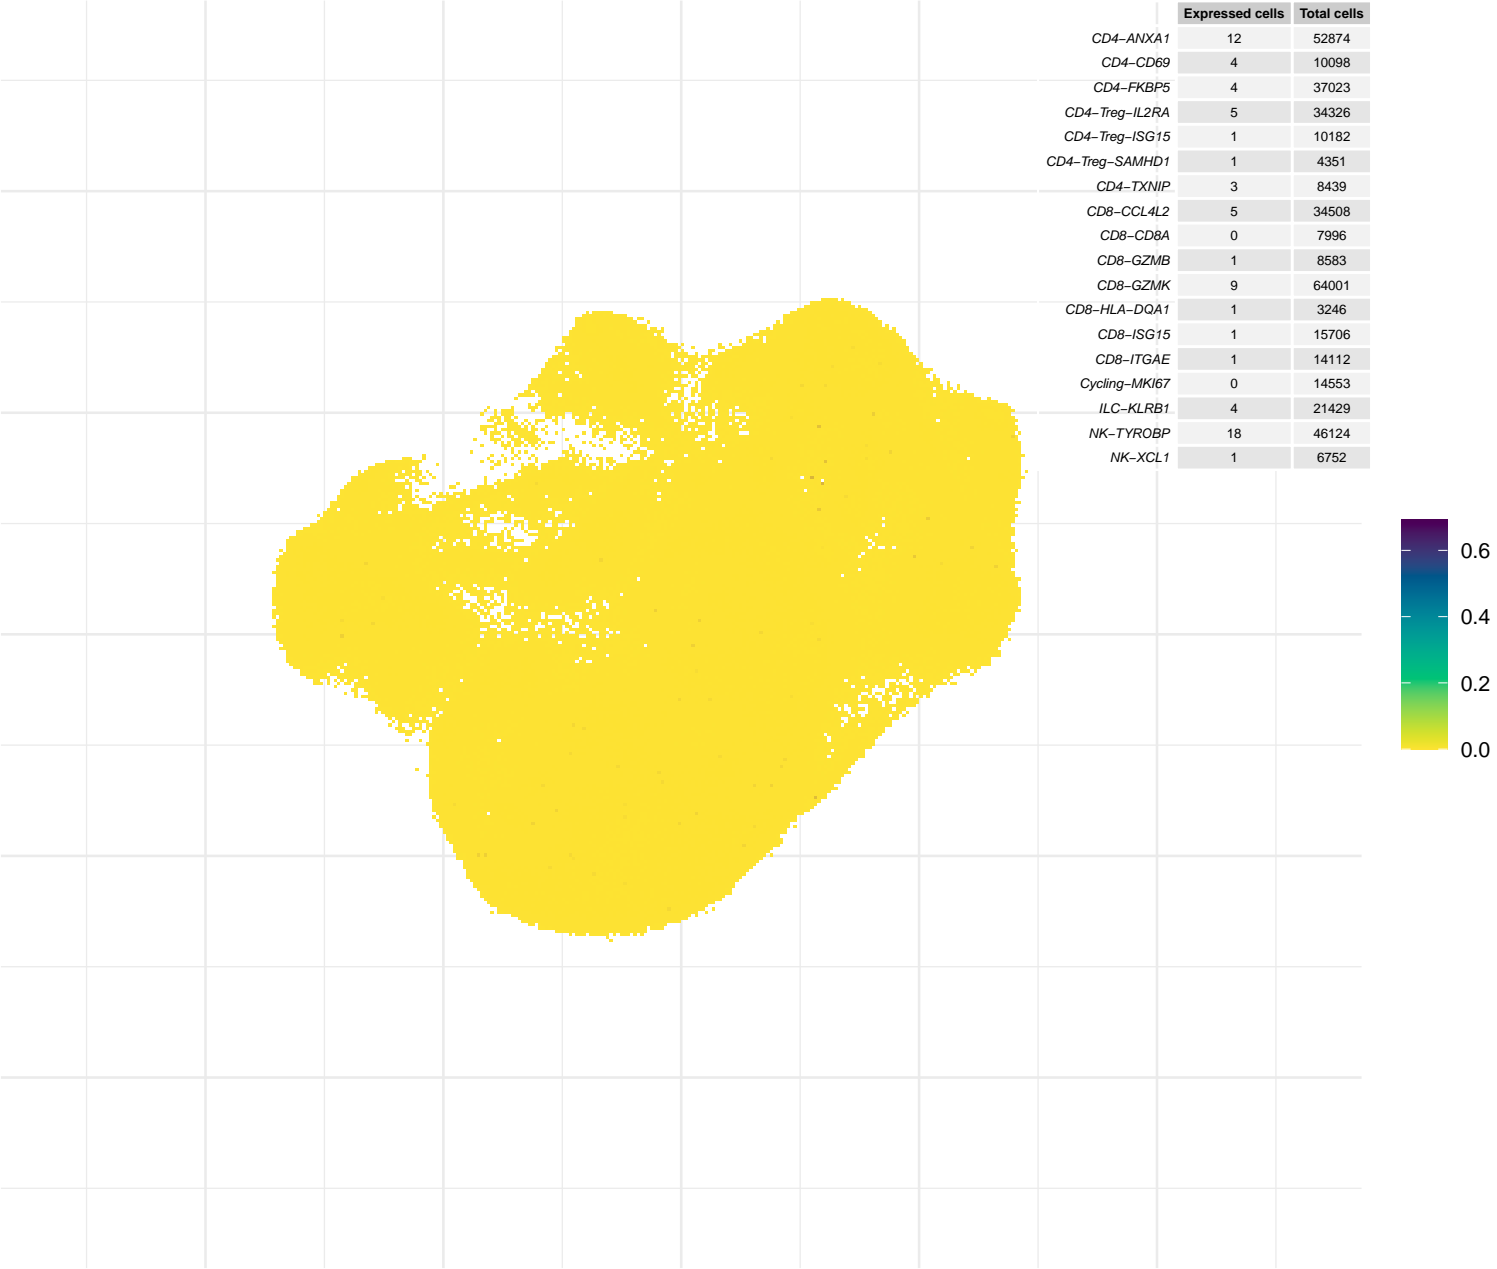 Expressed cells Total cells
CD4−ANXA1 12 52874
CD4−CD69 4 10098
CD4−FKBP5 4 37023
CD4−Treg−IL2RA 5 34326
CD4−Treg−ISG15 1 10182
CD4−Treg−SAMHD1 1 4351
CD4−TXNIP 3 8439
CD8−CCL4L2 5 34508
CD8−CD8A 0 7996
CD8−GZMB 1 8583
CD8−GZMK 9 64001
CD8−HLA−DQA1 1 3246
CD8−ISG15 1 15706
CD8−ITGAE 1 14112
Cycling−MKI67 0 14553
ILC−KLRB1 4 21429
NK−TYROBP 18 46124
NK−XCL1 1 6752
0.6
0.4
0.2
0.0